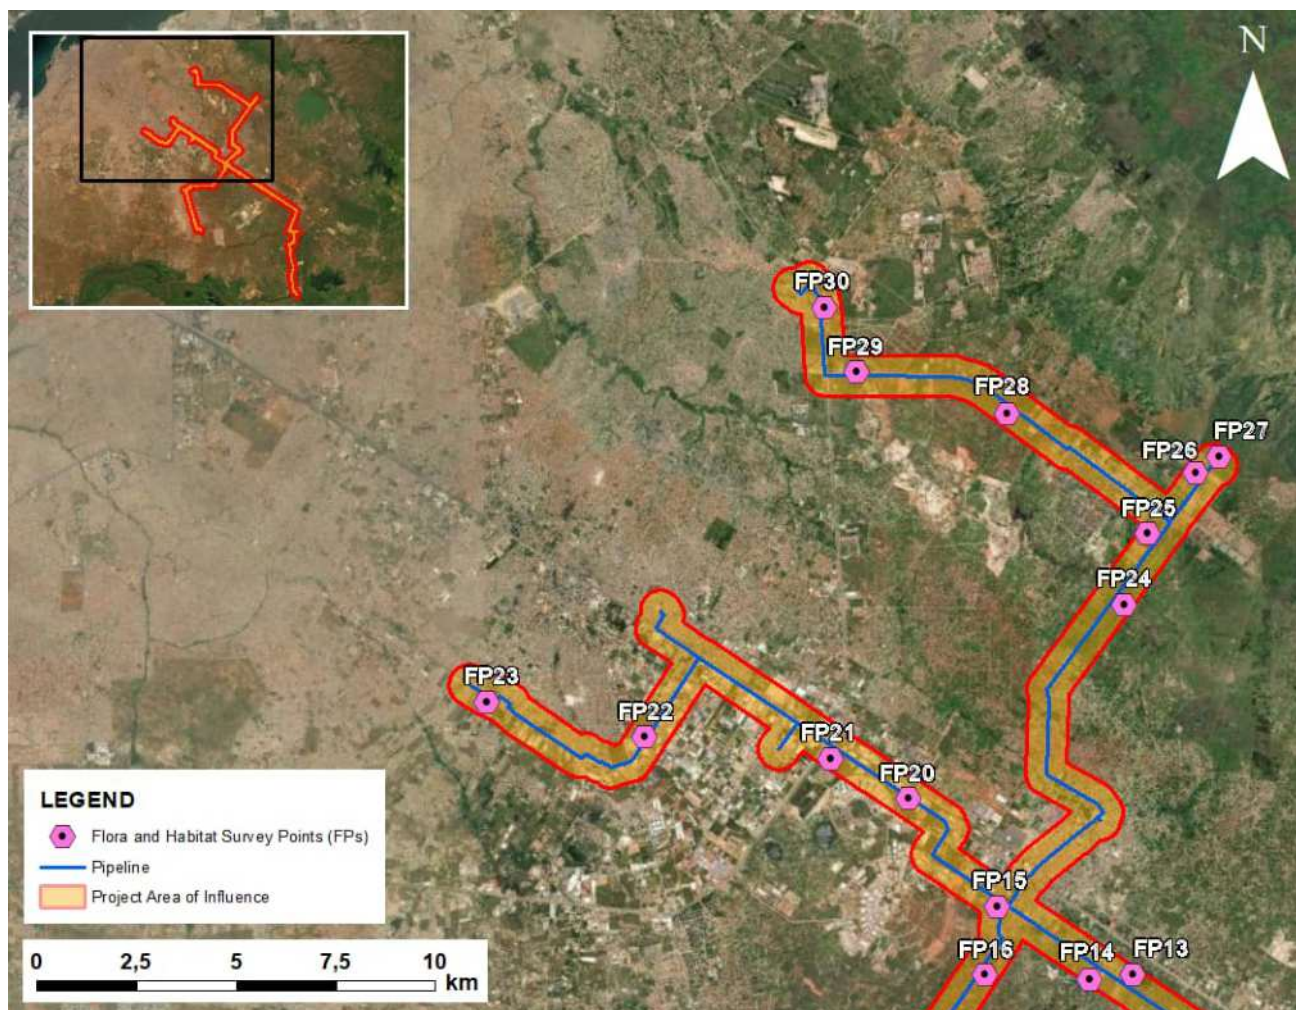 N
FP30
FP29
FP28
FP27
FP26
FP25
FP24
FP23
FP22
FP21
FP20
FP15
FP16
FP14
FP13
LEGEND
Flora and Habitat Survey Points (FPs)
Pipeline
Project Area of Influence
0 2,5 5 7,5 10
km